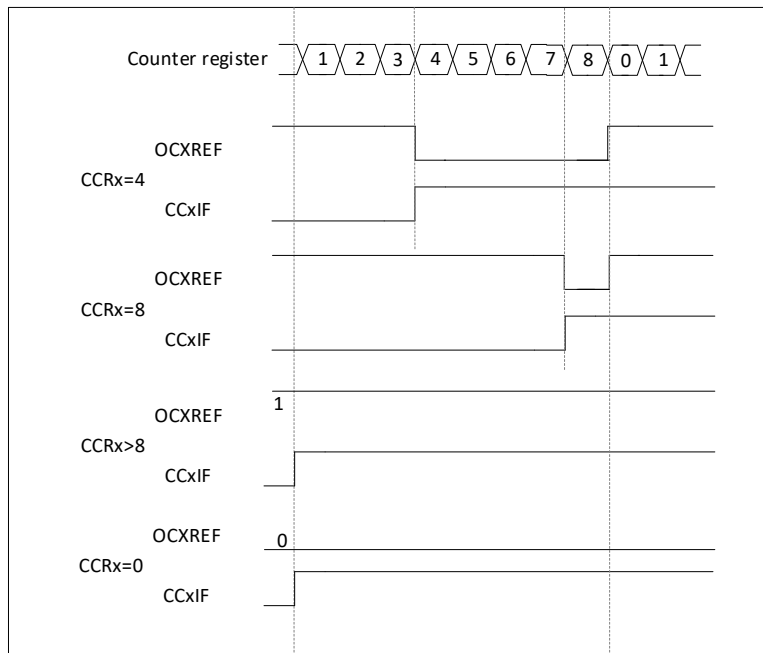 Counter register 1 2 3 4 5 6 7 8 0 1
OCXREF
CCRx=4
CCxIF
OCXREF
CCRx=8
CCxIF
1
OCXREF
CCRx>8
CCxIF
OCXREF 0
CCRx=0
CCxIF